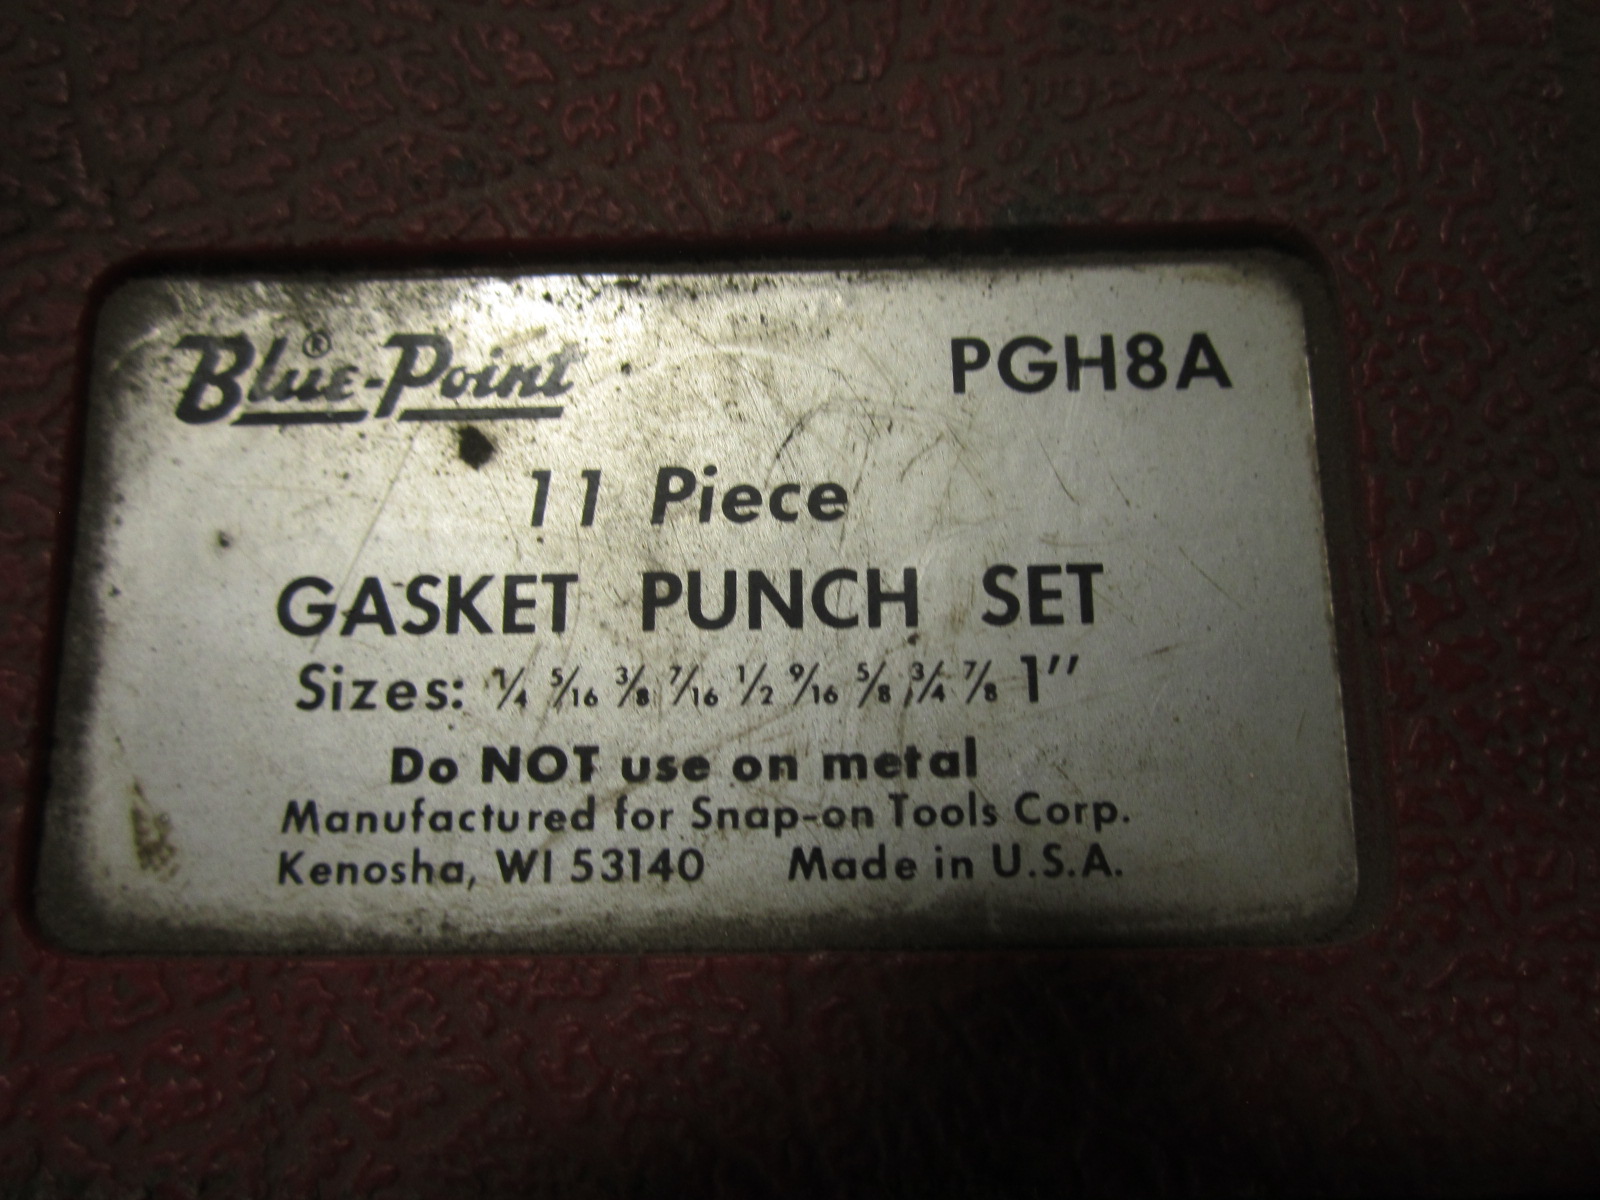 Blue-Point® PGH8A
11 Piece
GASKET PUNCH SET
Sizes: 1/4 5/16 3/8 7/16 1/2 9/16 5/8 3/4 7/8 1"
Do NOT use on metal
Manufactured for Snap-on Tools Corp.
Kenosha, WI 53140 Made in U.S.A.